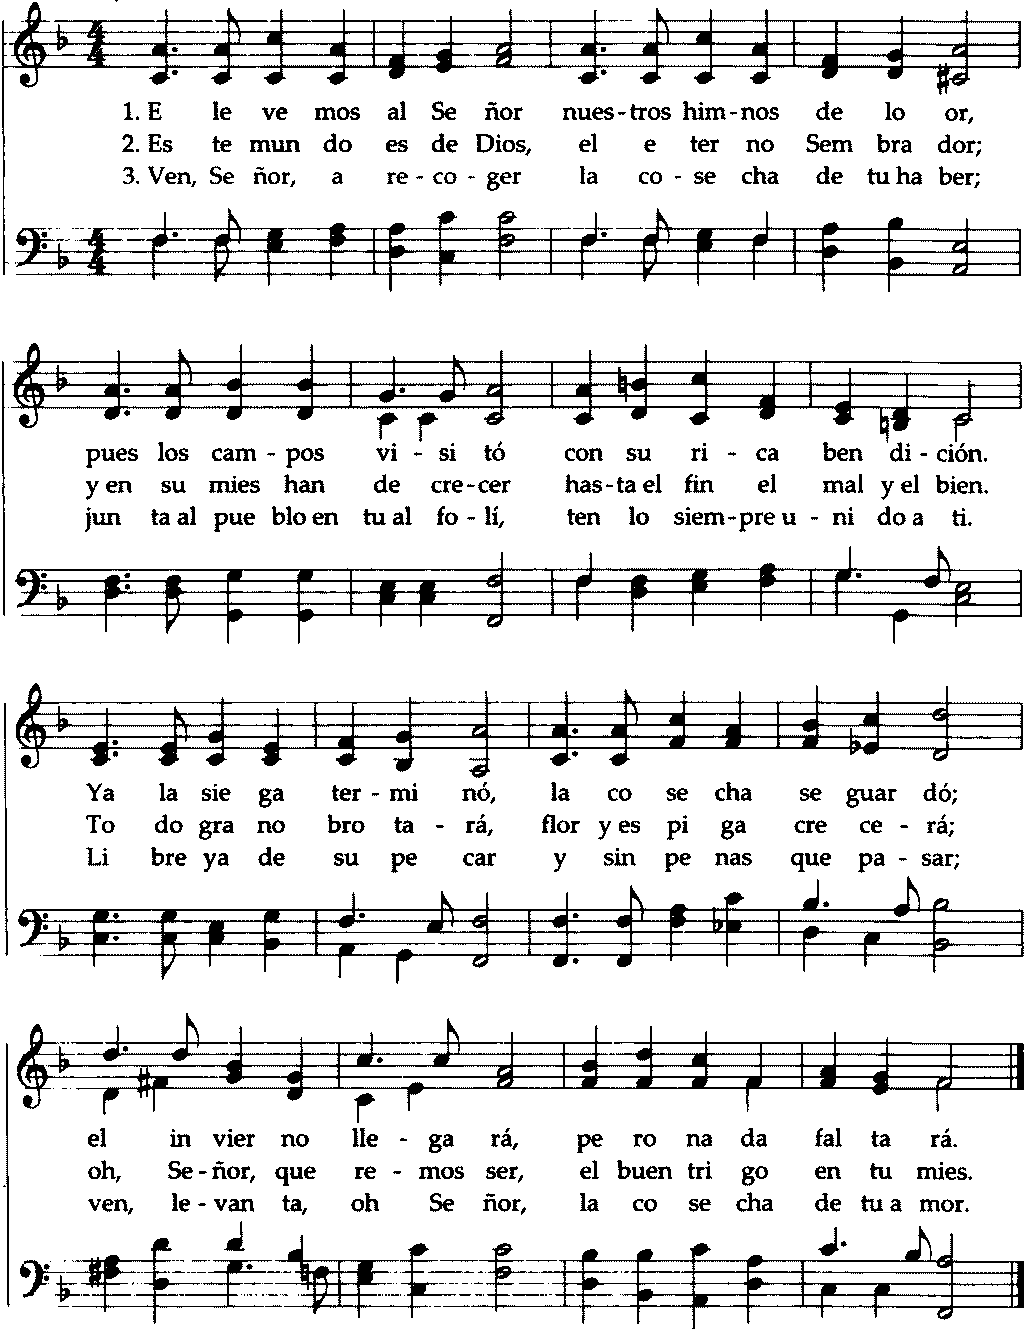 1. E le ve mos al Se ñor nues-tros him-nos de lo or,
2. Es te mun do es de Dios, el e ter no Sem bra dor;
3. Ven, Se ñor, a re-co-ger la co-se cha de tu ha ber;
pues los cam-pos vi-si tó con su ri-ca ben di-ción.
y en su mies han de cre-cer has-ta el fin el mal y el bien.
jun ta al pue blo en tu al fo-lí, ten lo siem-pre u-ni do a ti.
Ya la sie ga ter-mi nó, la co se cha se guar dó;
To do gra no bro ta-rá, flor y es pi ga cre ce-rá;
Li bre ya de su pe car y sin pe nas que pa-sar;
el in vier no lle-ga rá, pe ro na da fal ta rá.
oh, Se-ñor, que re-mos ser, el buen tri go en tu mies.
ven, le-van ta, oh Se ñor, la co se cha de tu a mor.